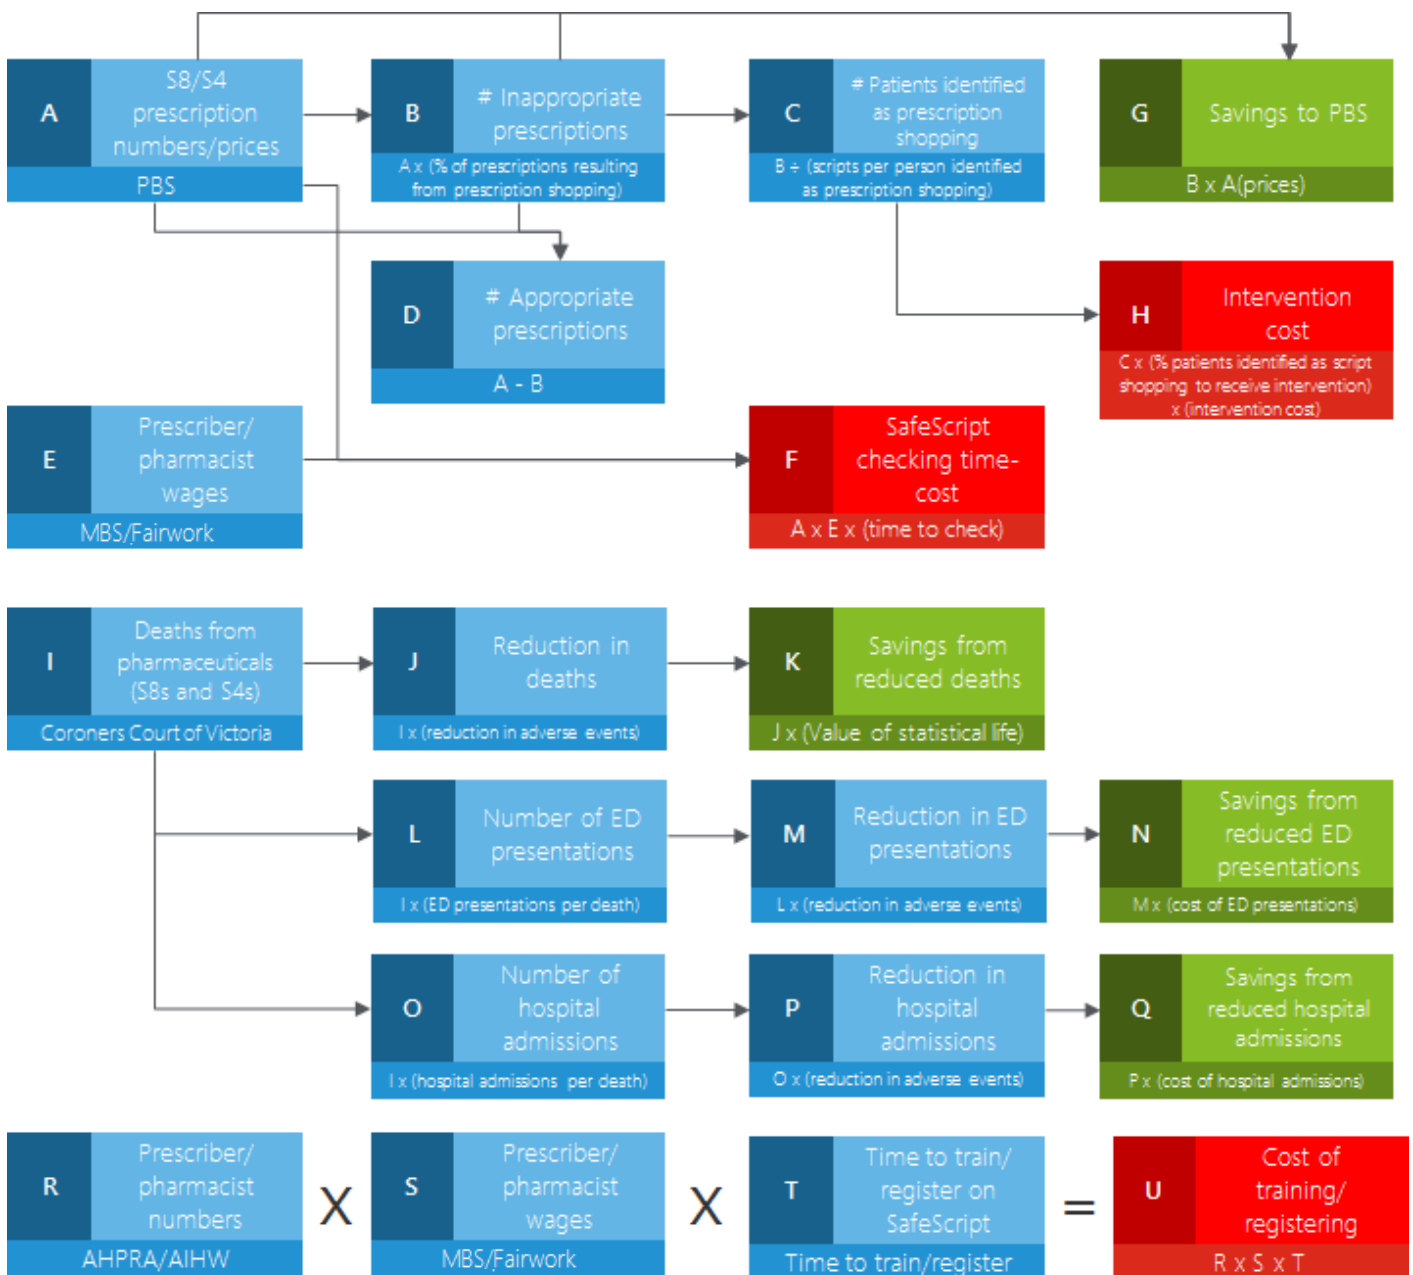 A
S8/S4
prescription
numbers/prices
PBS
B
# Inappropriate
prescriptions
A x (% of prescriptions resulting
from prescription shopping)
C
# Patients identified
as prescription
shopping
B ÷ (scripts per person identified
as prescription shopping)
G
Savings to PBS
B x A(prices)
D
# Appropriate
prescriptions
A - B
H
Intervention
cost
C x (% patients identified as script
shopping to receive intervention)
x (intervention cost)
E
Prescriber/
pharmacist
wages
MBS/Fairwork
F
SafeScript
checking time-
cost
A x E x (time to check)
I
Deaths from
pharmaceuticals
(S8s and S4s)
Coroners Court of Victoria
J
Reduction in
deaths
I x (reduction in adverse events)
K
Savings from
reduced deaths
J x (Value of statistical life)
L
Number of ED
presentations
I x (ED presentations per death)
M
Reduction in ED
presentations
L x (reduction in adverse events)
N
Savings from
reduced ED
presentations
M x (cost of ED presentations)
O
Number of
hospital
admissions
I x (hospital admissions per death)
P
Reduction in
hospital
admissions
O x (reduction in adverse events)
Q
Savings from
reduced hospital
admissions
P x (cost of hospital admissions)
R
Prescriber/
pharmacist
numbers
AHPRA/AIHW
X
S
Prescriber/
pharmacist
wages
MBS/Fairwork
X
T
Time to train/
register on
SafeScript
Time to train/register
=
U
Cost of
training/
registering
R x S x T